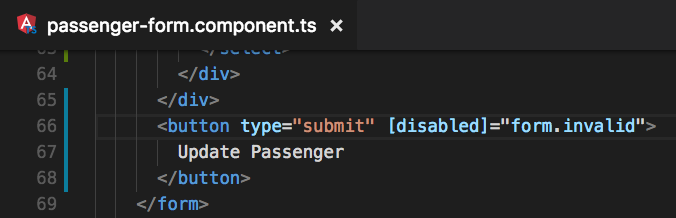 passenger-form.component.ts ×
63 </select>
64 </div>
65 </div>
66 <button type="submit" [disabled]="form.invalid">
67 Update Passenger
68 </button>
69 </form>